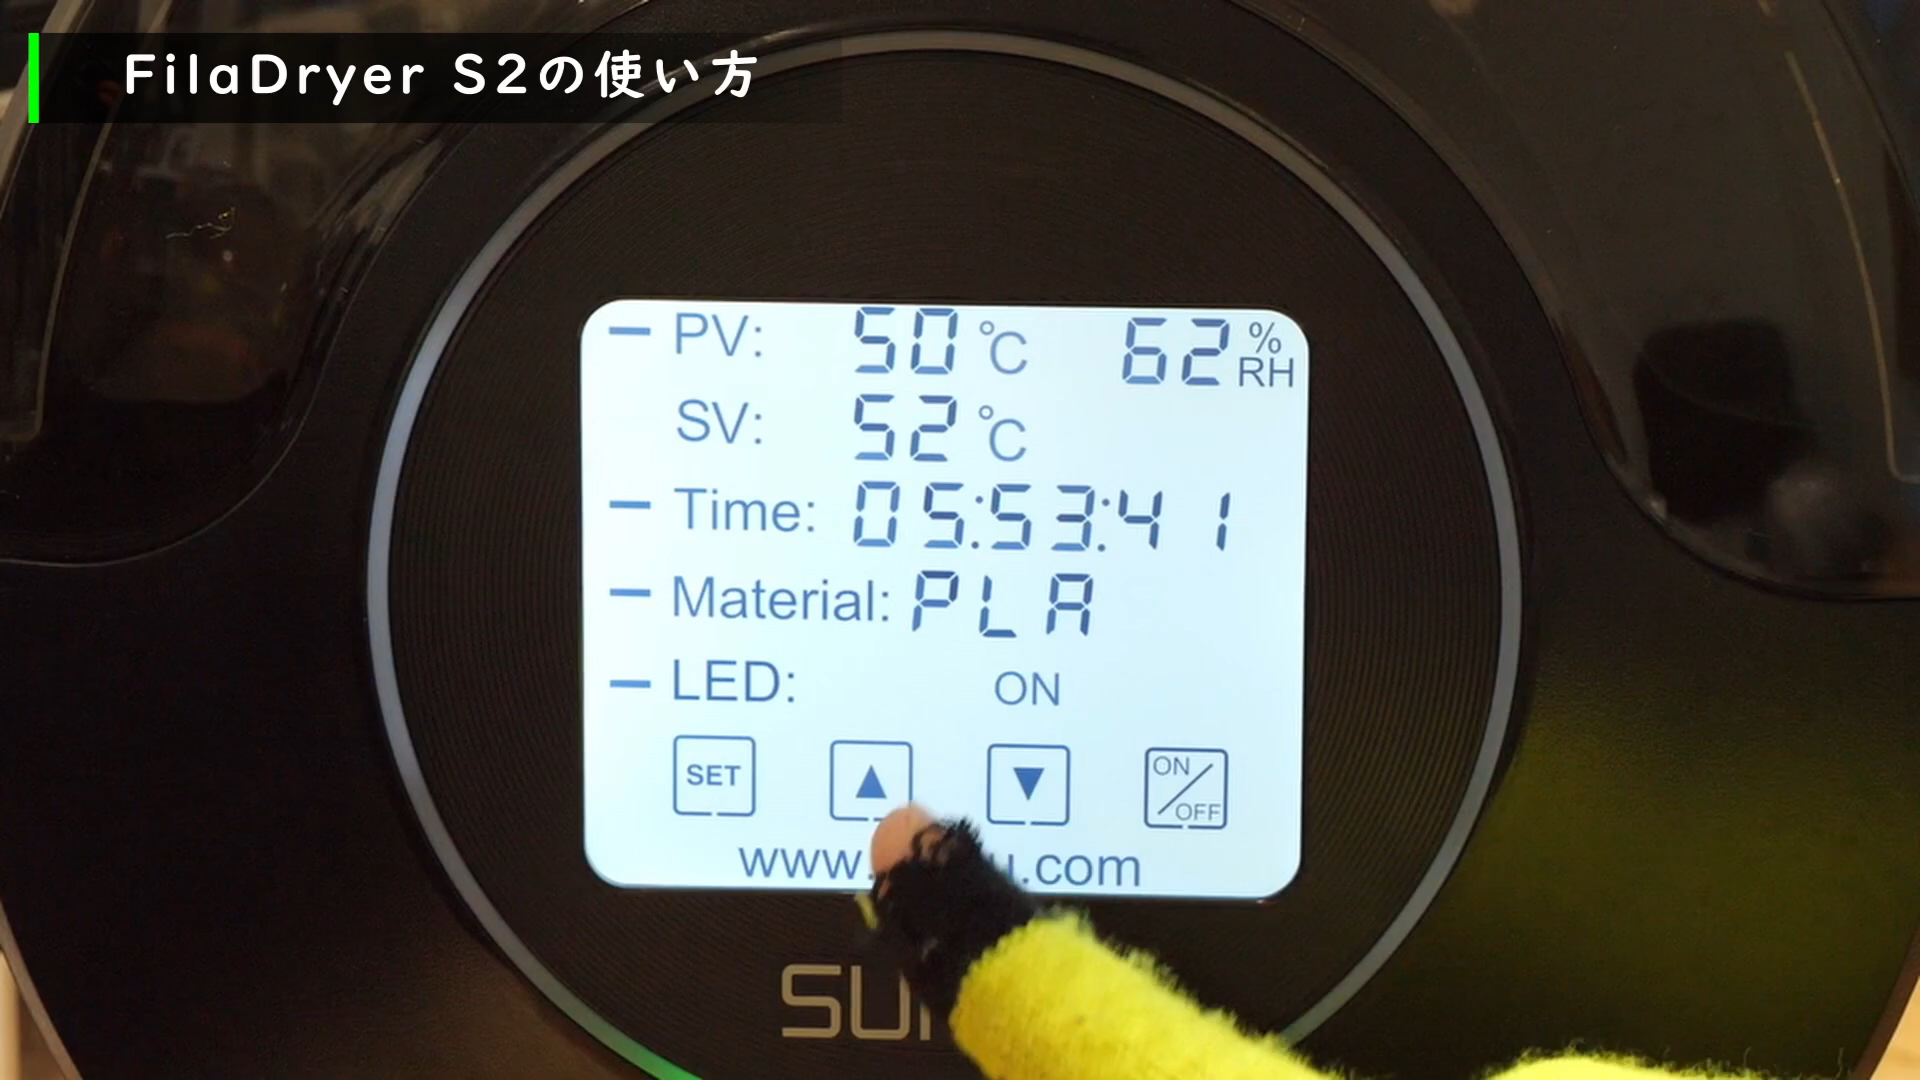 FilaDryer S2の使い方
PV: 50 °C 62 % RH
SV: 52 °C
Time: 05:53:41
Material: PLA
LED: ON
SET ▲ ▼ ON/OFF